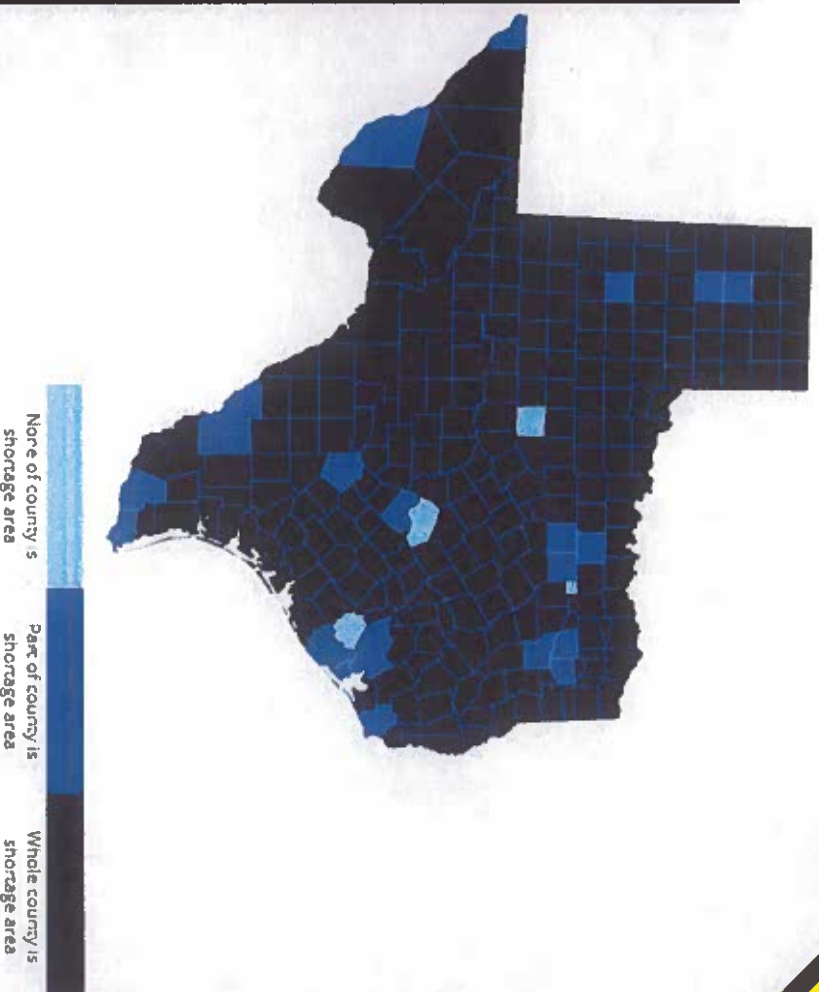 None of county is
shortage area
Part of county is
shortage area
Whole county is
shortage area